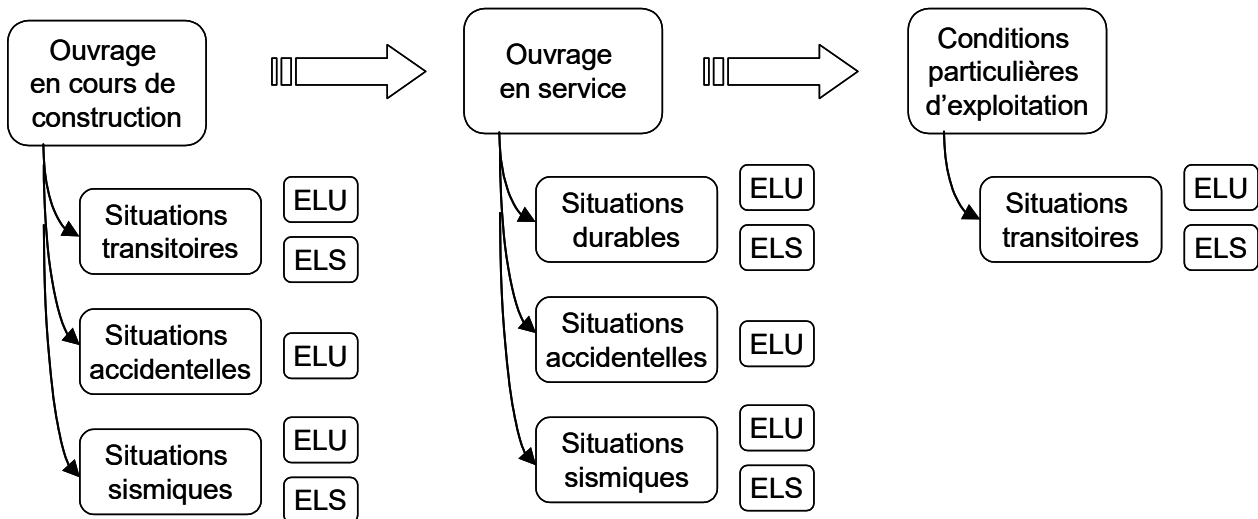 Ouvrage
en cours de
construction
Situations
transitoires
ELU
ELS
Situations
accidentelles
ELU
Situations
sismiques
ELU
ELS
Ouvrage
en service
Situations
durables
ELU
ELS
Situations
accidentelles
ELU
Situations
sismiques
ELU
ELS
Conditions
particulières
d’exploitation
Situations
transitoires
ELU
ELS